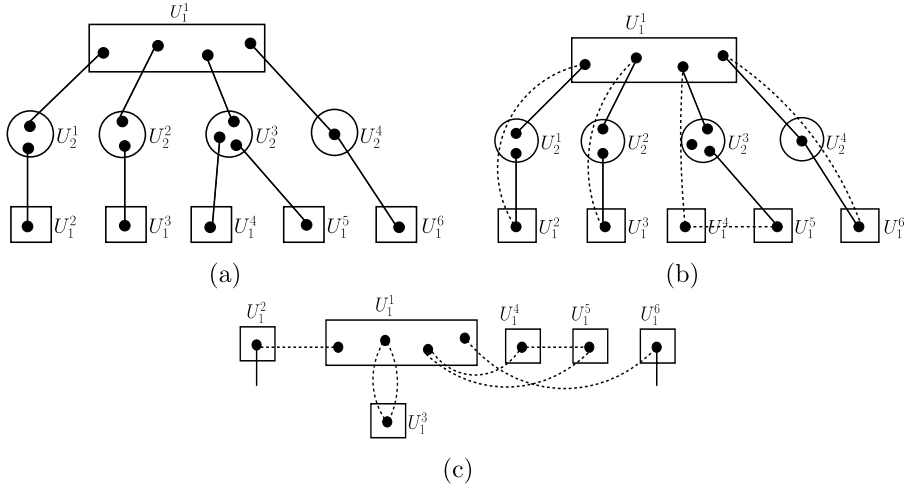 U_1^1 U_1^1
U_2^1 U_2^2 U_2^3 U_2^4 U_2^1 U_2^2 U_2^3 U_2^4
U_1^2 U_1^3 U_1^4 U_1^5 U_1^6 U_1^2 U_1^3 U_1^4 U_1^5 U_1^6
(a) (b)
U_1^2 U_1^1 U_1^4 U_1^5 U_1^6
U_1^3
(c)